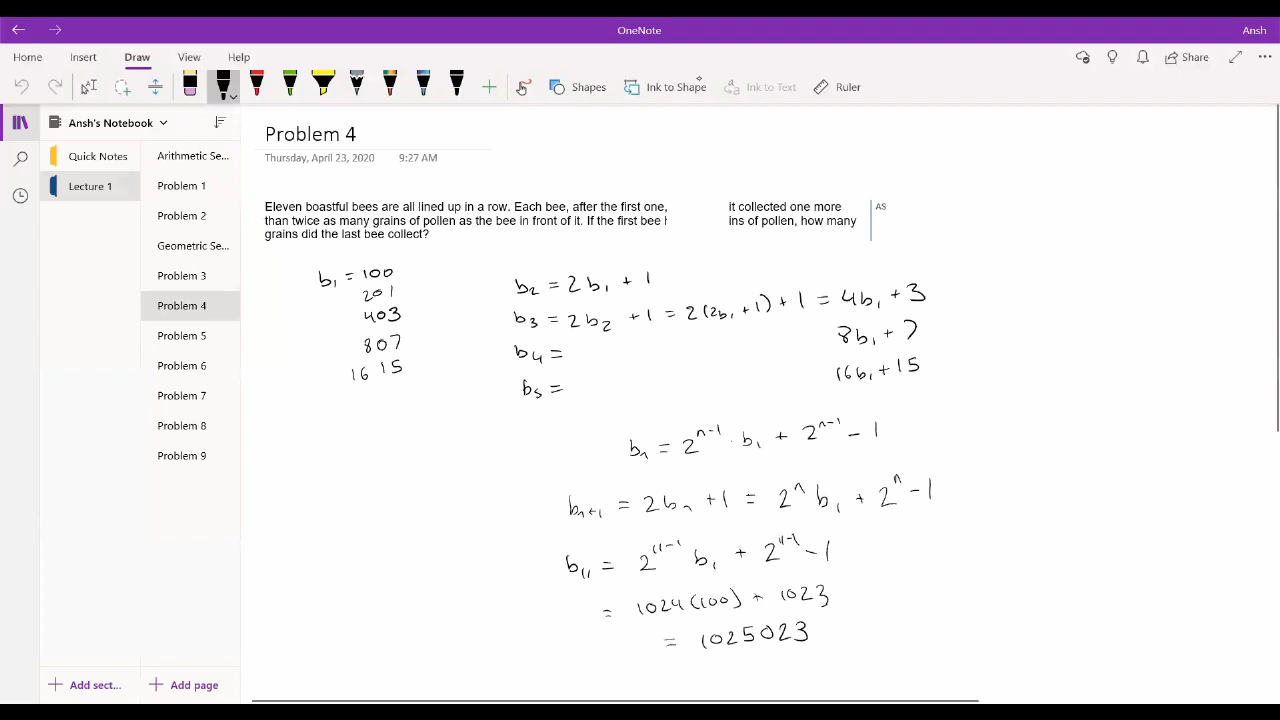 OneNote
Ansh
Home Insert Draw View Help
Share
Shapes Ink to Shape Ink to Text Ruler
Ansh's Notebook
Quick Notes
Lecture 1
Arithmetic Se...
Problem 1
Problem 2
Geometric Se...
Problem 3
Problem 4
Problem 5
Problem 6
Problem 7
Problem 8
Problem 9
Add sect...
Add page
Problem 4
Thursday, April 23, 2020 9:27 AM
Eleven boastful bees are all lined up in a row. Each bee, after the first one, it collected one more
than twice as many grains of pollen as the bee in front of it. If the first bee ins of pollen, how many
grains did the last bee collect?
AS
b₁ = 100
201
403
807
1615
b₂ = 2b₁ + 1
b₃ = 2b₂ + 1 = 2(2b₁ + 1) + 1 = 4b₁ + 3
b₄ = 8b₁ + 7
b₅ = 16b₁ + 15
bₙ = 2ⁿ⁻¹ · b₁ + 2ⁿ⁻¹ - 1
bₙ₊₁ = 2bₙ + 1 = 2ⁿ b₁ + 2ⁿ - 1
b₁₁ = 2¹¹⁻¹ b₁ + 2¹¹⁻¹ - 1
= 1024(100) + 1023
= 1025023